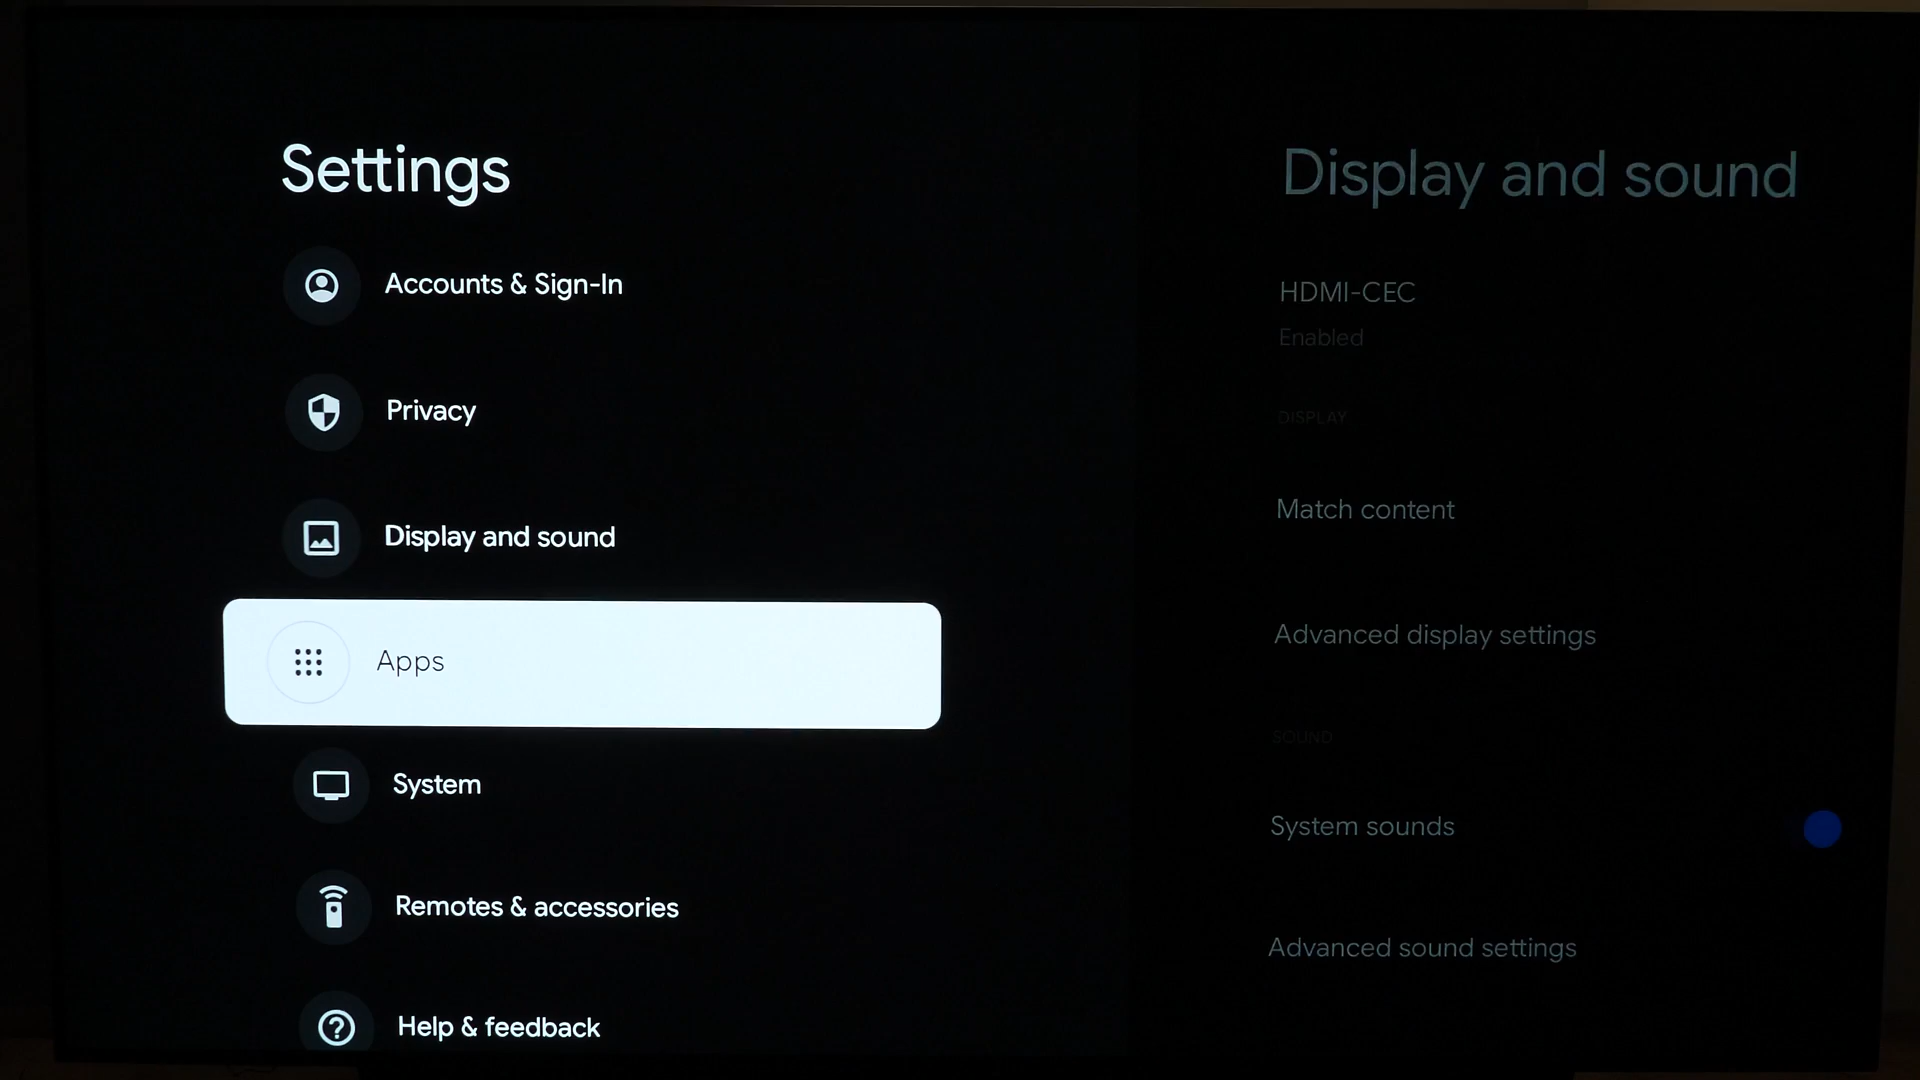 Settings
Accounts & Sign-In
Privacy
Display and sound
Apps
System
Remotes & accessories
Help & feedback
Display and sound
HDMI-CEC
Enabled
DISPLAY
Match content
Advanced display settings
SOUND
System sounds
Advanced sound settings